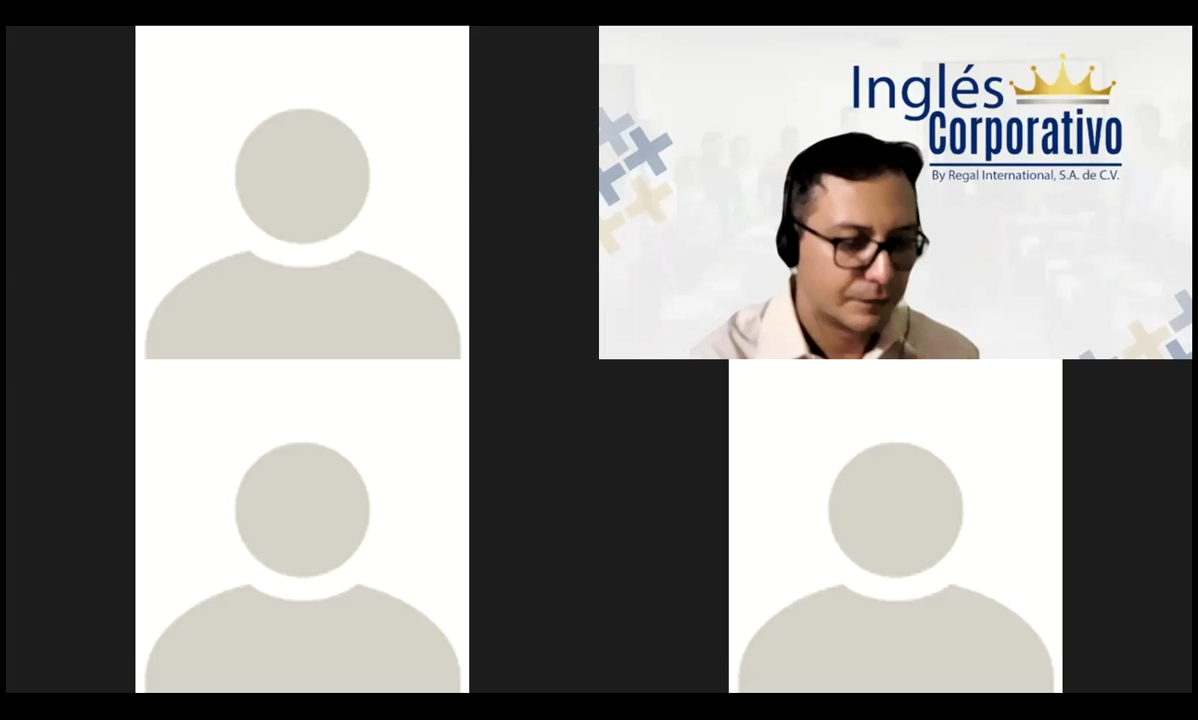 Inglés
Corporativo
By Regal International, S.A. de C.V.